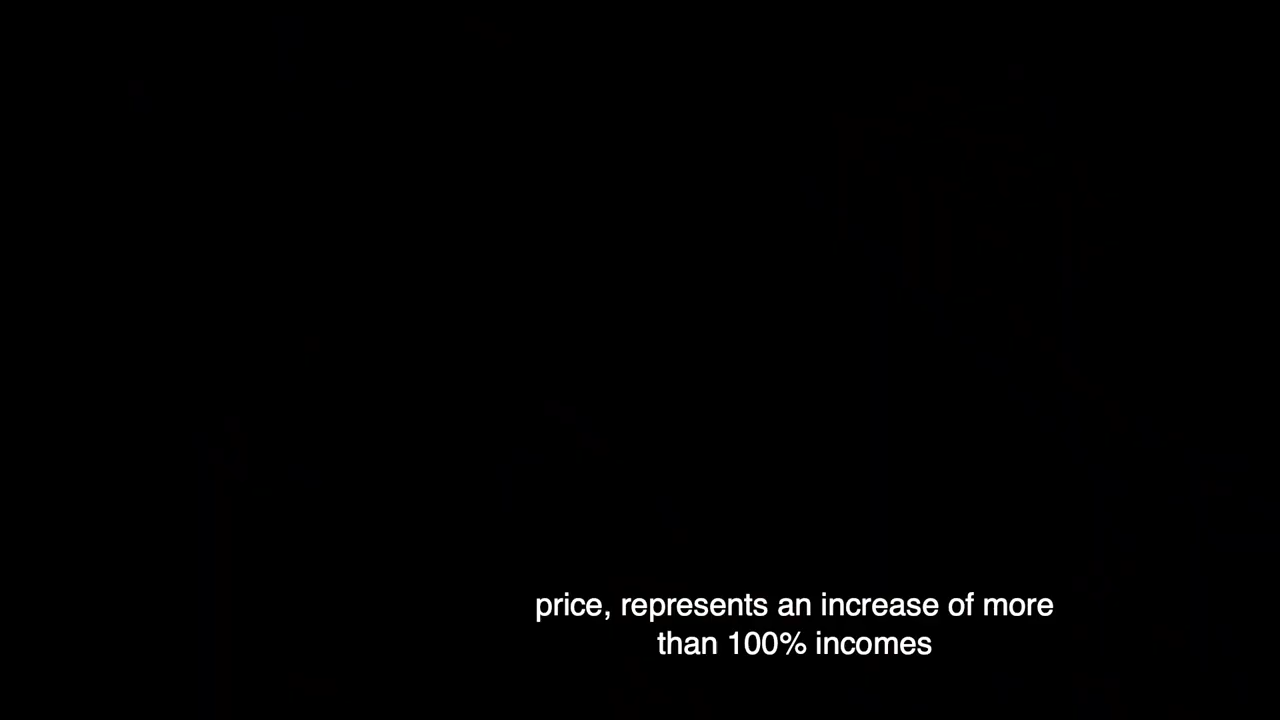 price, represents an increase of more
than 100% incomes